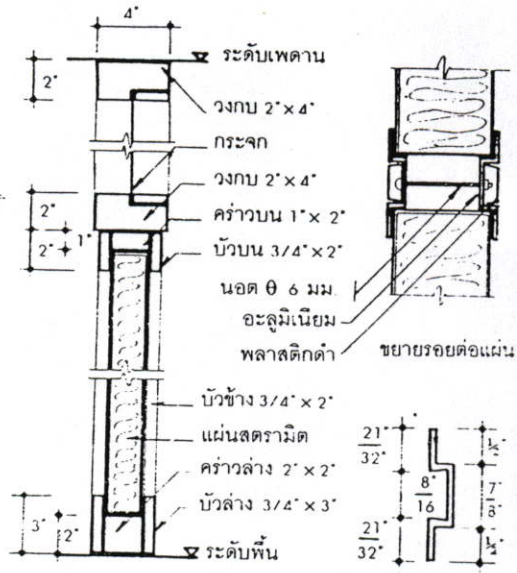 4"
ระดับเพดาน
2"
วงกบ 2"×4"
กระจก
วงกบ 2"×4"
2"
คร่าวบน 1"×2"
1"
2"
บัวบน 3/4"×2"
นอต θ 6 มม.
อะลูมิเนียม
พลาสติกดำ
ขยายรอยต่อแผ่น
บัวข้าง 3/4"×2"
แผ่นสตรามิต
คร่าวล่าง 2"×2"
บัวล่าง 3/4"×3"
3"
2"
ระดับพื้น
21/32"
8"/16
21/32"
½"
7/8"